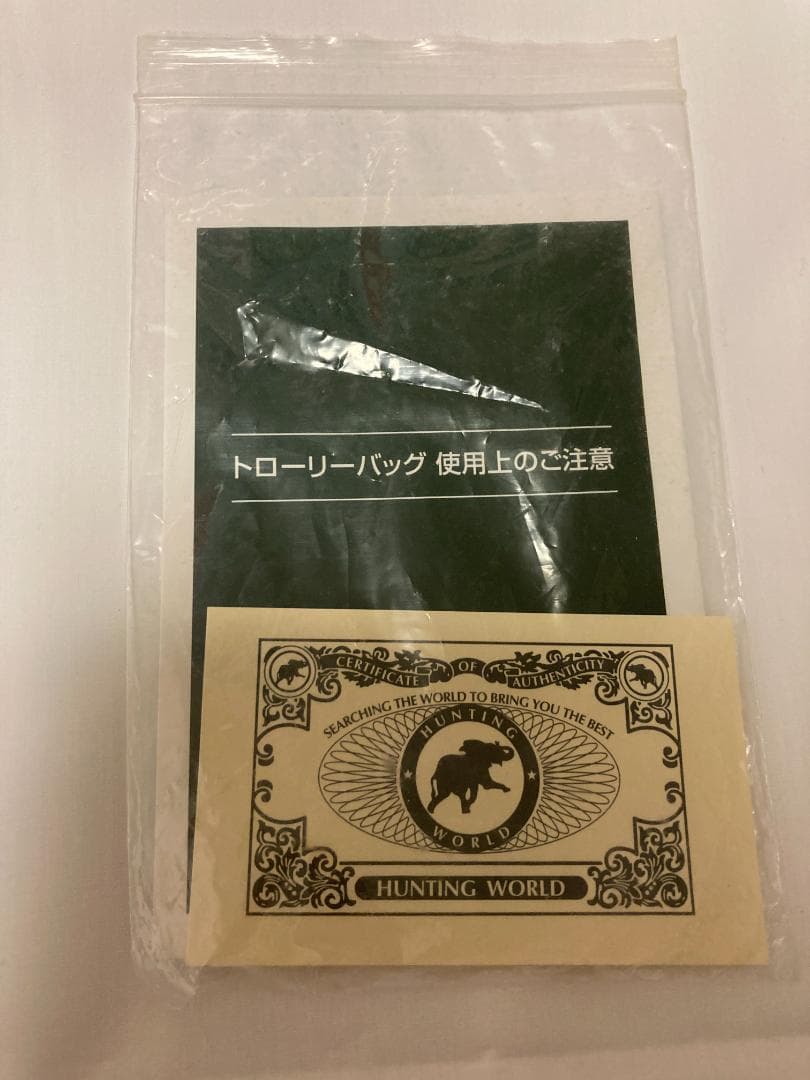 トローリーバッグ 使用上のご注意
CERTIFICATE OF AUTHENTICITY
SEARCHING THE WORLD TO BRING YOU THE BEST
HUNTING
WORLD
HUNTING WORLD